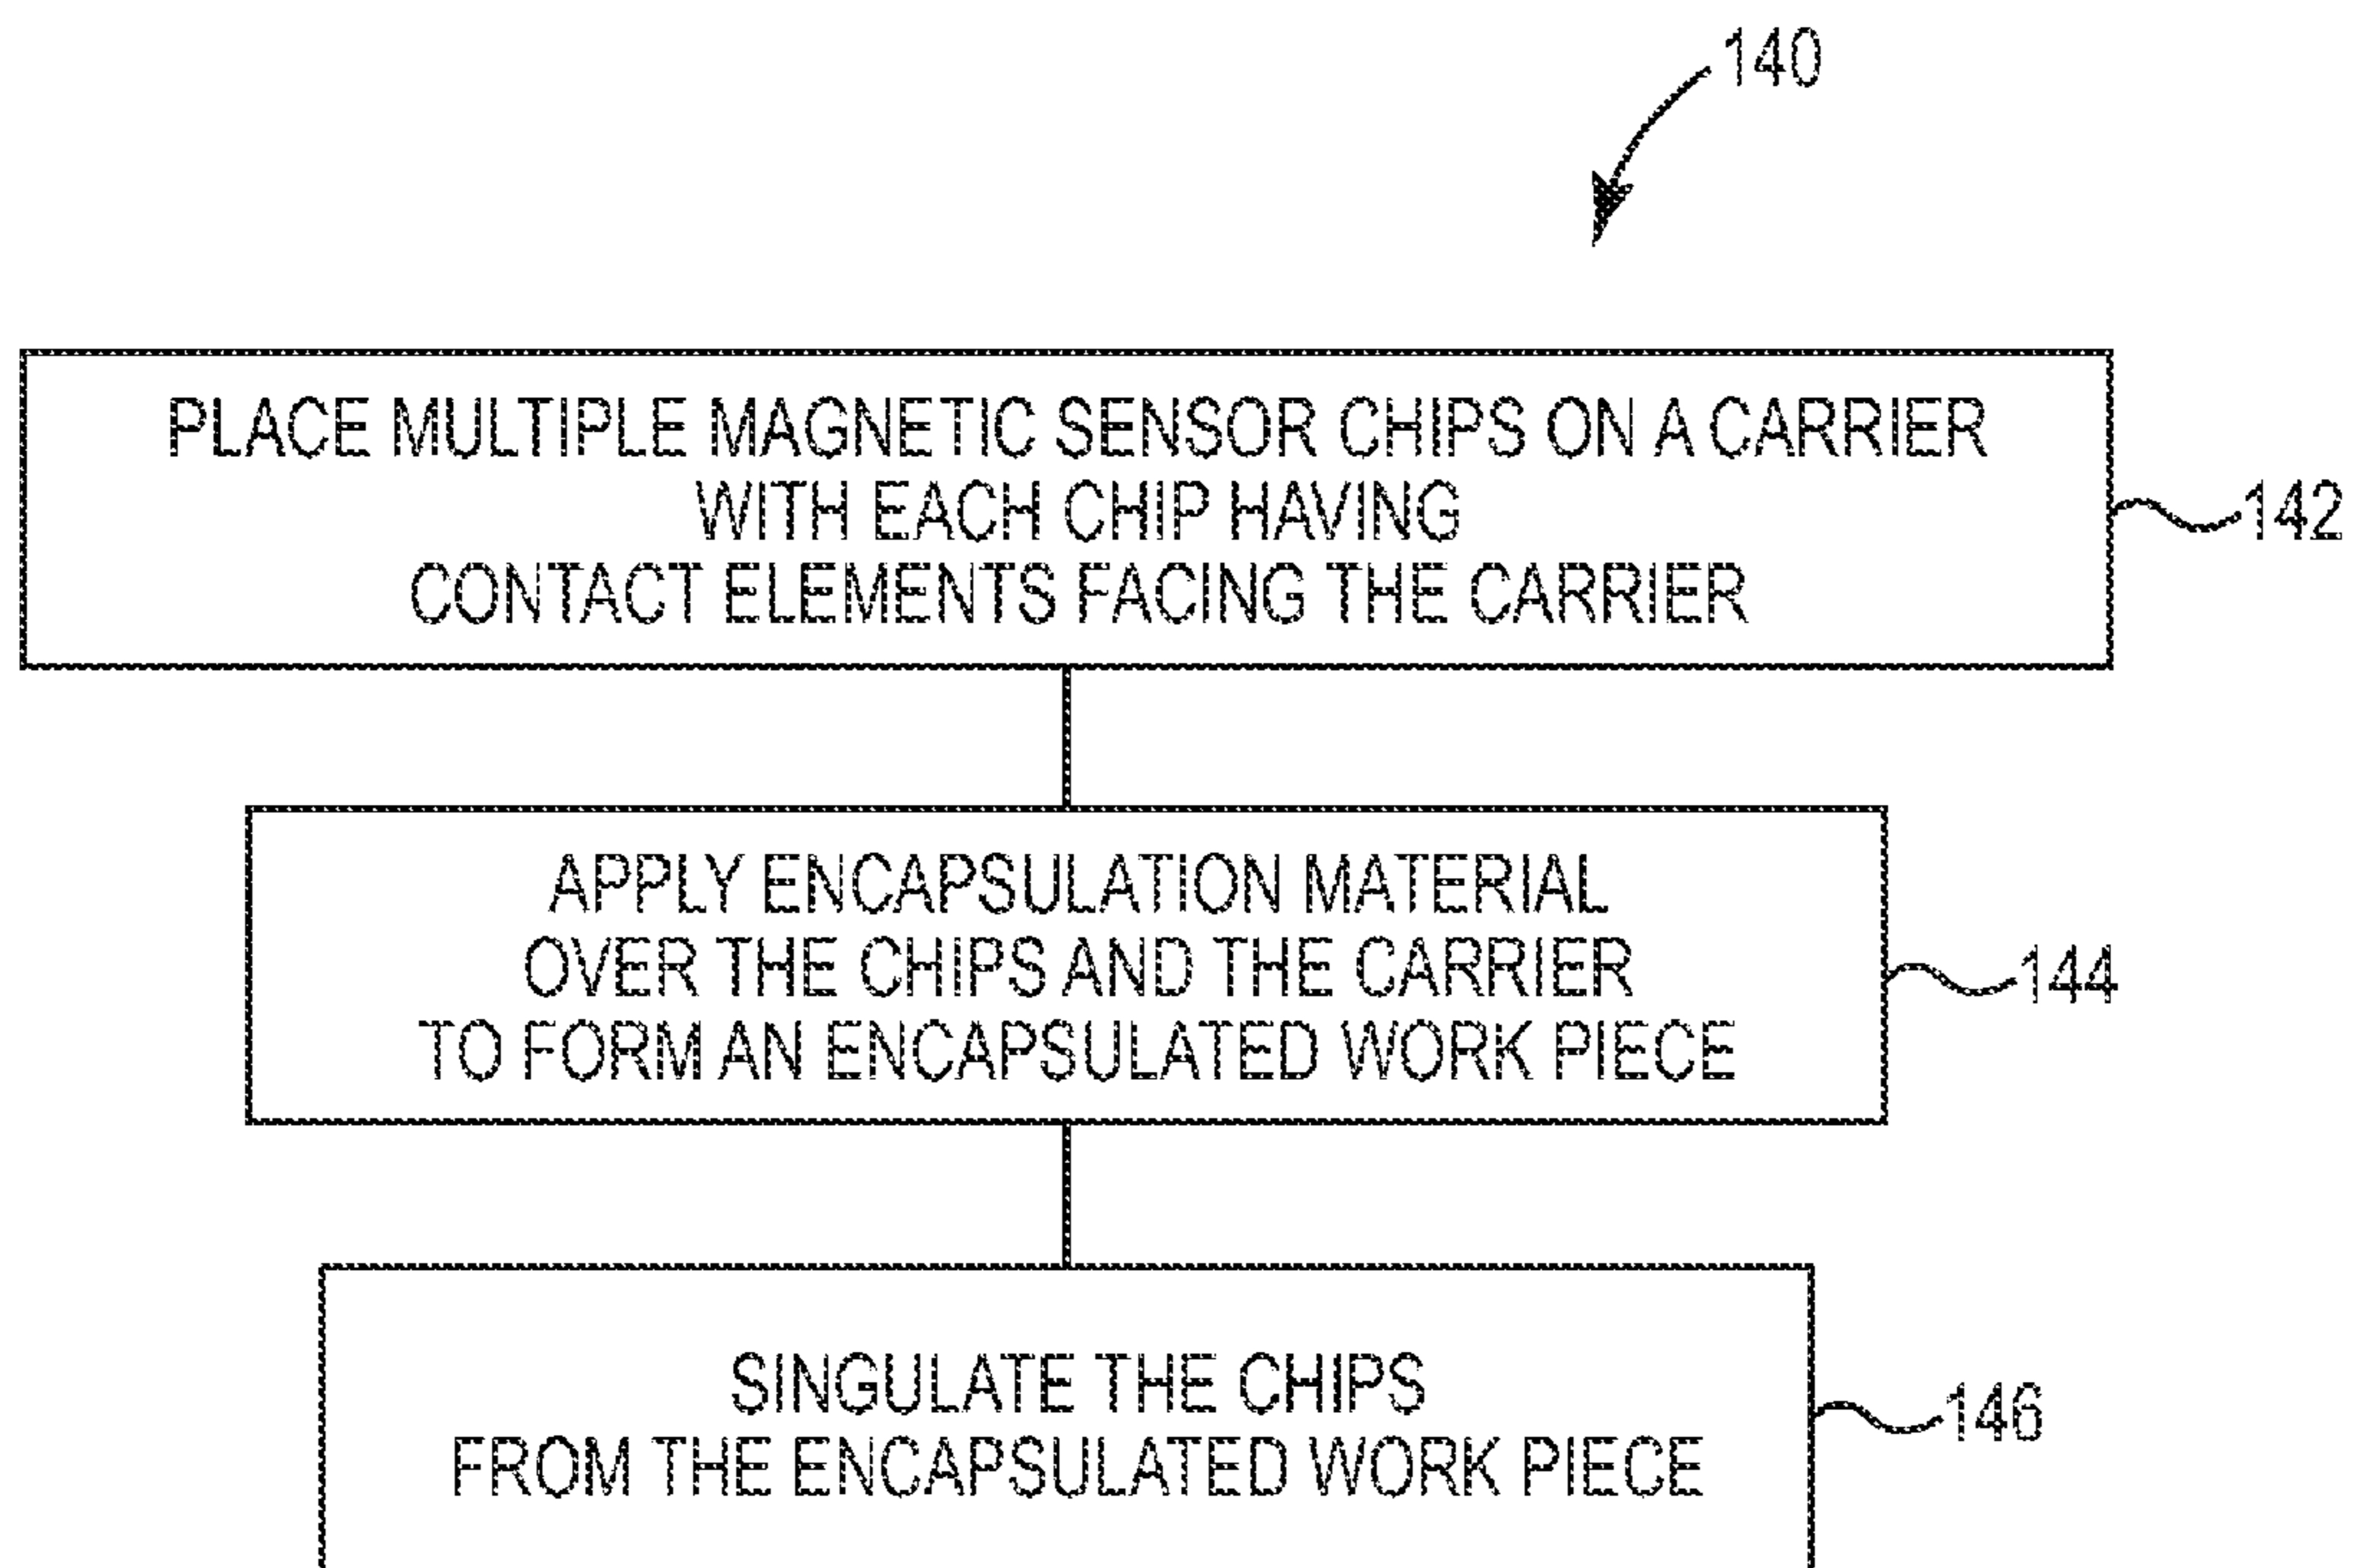 140
PLACE MULTIPLE MAGNETIC SENSOR CHIPS ON A CARRIER
WITH EACH CHIP HAVING
CONTACT ELEMENTS FACING THE CARRIER
142
APPLY ENCAPSULATION MATERIAL
OVER THE CHIPS AND THE CARRIER
TO FORM AN ENCAPSULATED WORK PIECE
144
SINGULATE THE CHIPS
FROM THE ENCAPSULATED WORK PIECE
146